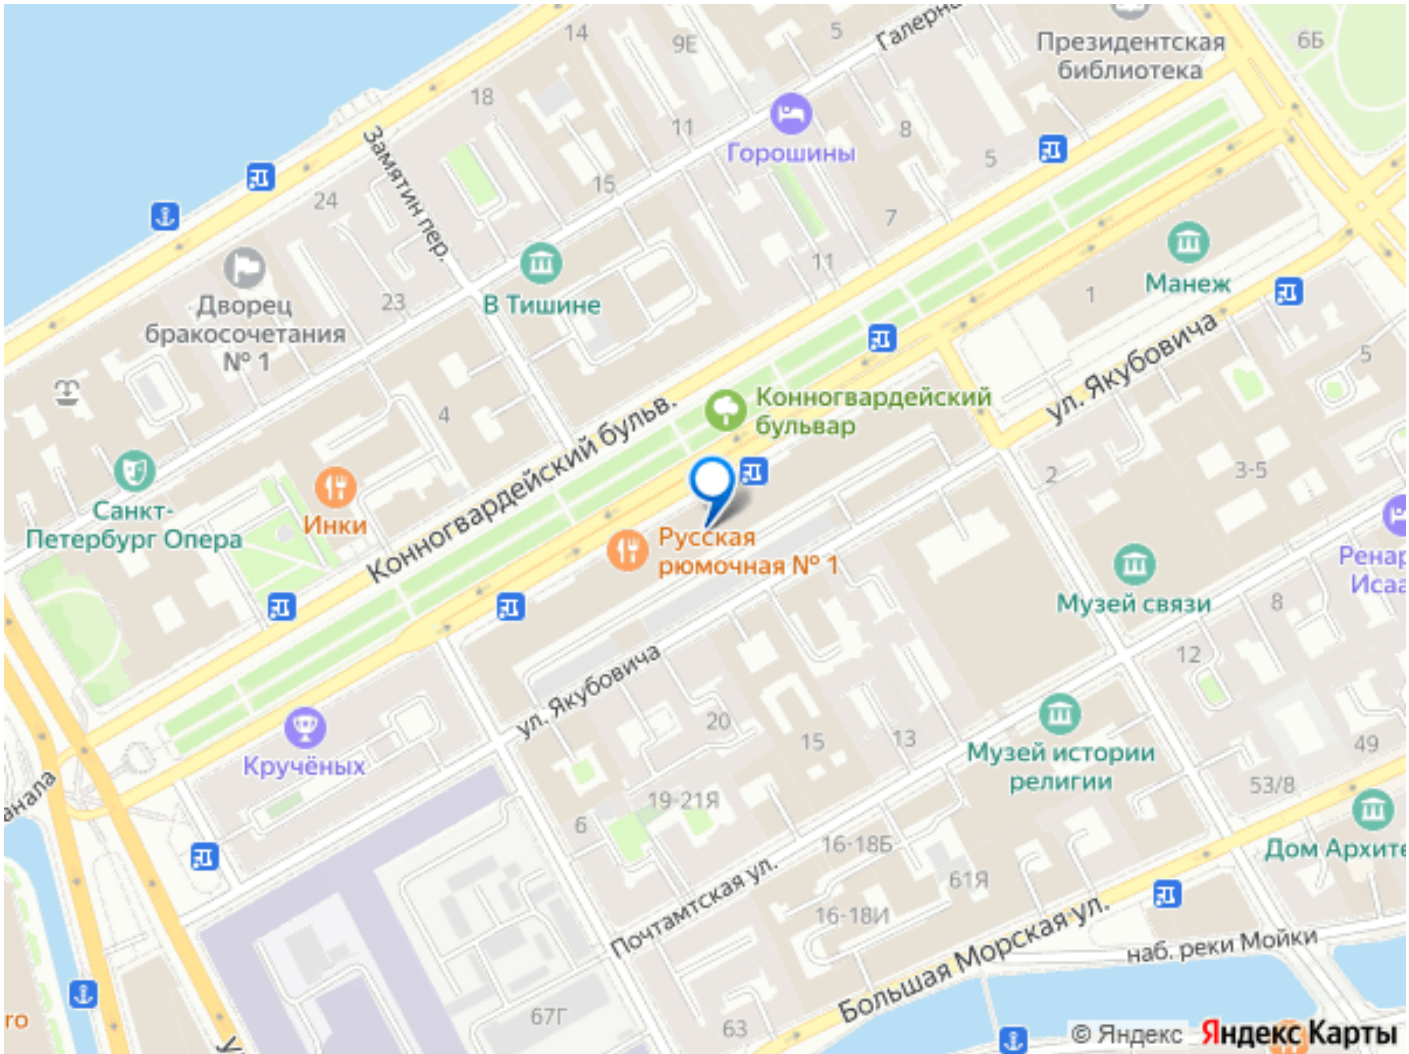 14
9Е
5
Галерн
Президентская
библиотека
6Б
18
Замятин пер.
11
Горошины
8
5
15
24
7
11
В Тишине
Дворец
бракосочетания
№ 1
23
Манеж
1
ул. Якубовича
5
4
Конногвардейский
бульвар
Конногвардейский бульв.
2
3-5
Санкт-
Петербург Опера
Инки
Русская
рюмочная № 1
Музей связи
Ренар
Исаа
8
12
ул. Якубовича
20
15
13
Кручёных
Музей истории
религии
49
53/8
анала
19-21Я
6
16-18Б
Дом Архите
61Я
Почтамтская ул.
16-18И
Большая Морская ул.
наб. реки Мойки
67Г
63
го
У
© Яндекс Яндекс Карты